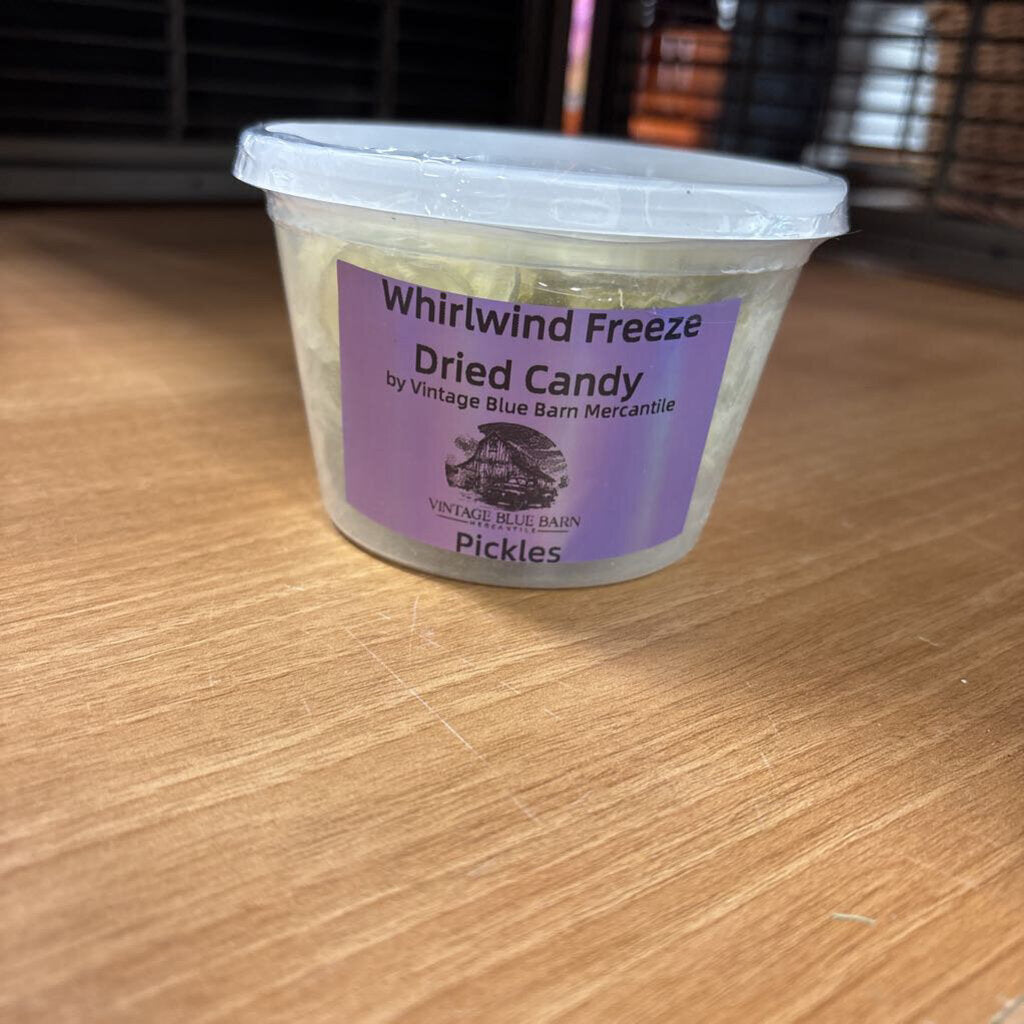 Whirlwind Freeze
Dried Candy
by Vintage Blue Barn Mercantile
VINTAGE BLUE BARN
MERCANTILE
Pickles